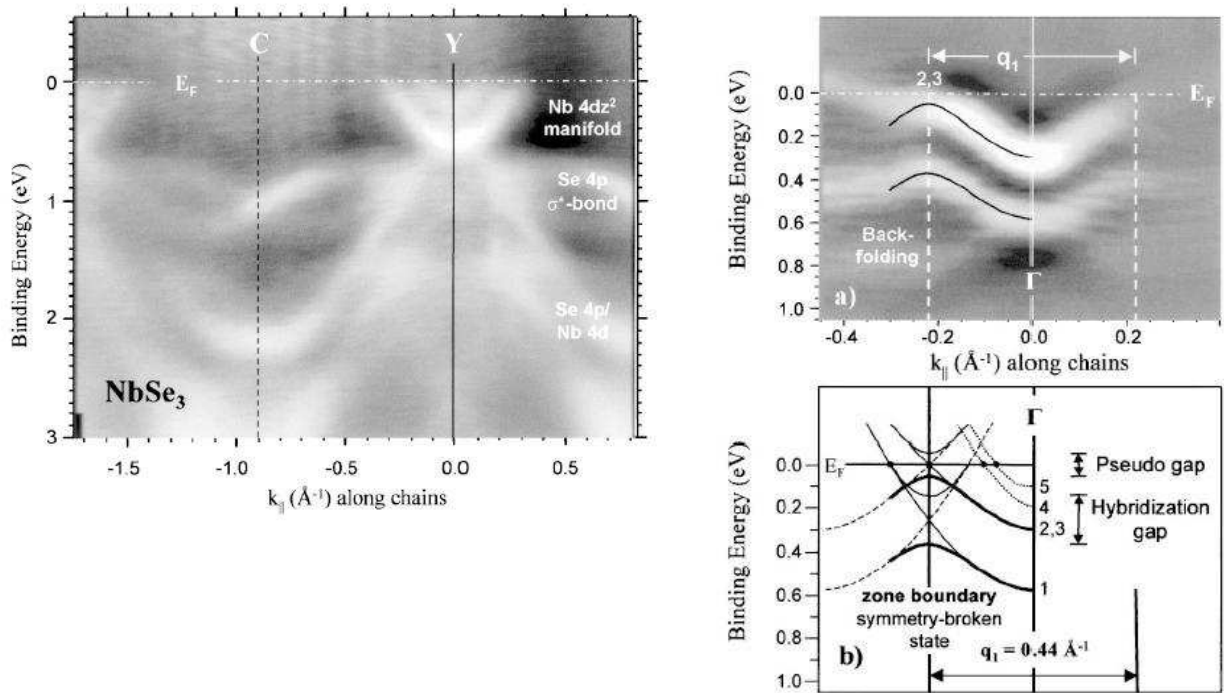 C
Y
0
E_F
Nb 4dz²
manifold
1
Se 4p
σ*-bond
2
Se 4p/
Nb 4d
NbSe₃
3
-1.5
-1.0
-0.5
0.0
0.5
k_∥ (Å⁻¹) along chains
Binding Energy (eV)
q₁
2,3
0.0
E_F
0.2
0.4
0.6
Back-
folding
0.8
Γ
a)
1.0
-0.4
-0.2
0.0
0.2
k_∥ (Å⁻¹) along chains
Binding Energy (eV)
Γ
0.0
E_F
Pseudo gap
5
0.2
4
Hybridization
gap
2,3
0.4
0.6
1
zone boundary
symmetry-broken
state
0.8
b)
q₁ = 0.44 Å⁻¹
1.0
Binding Energy (eV)